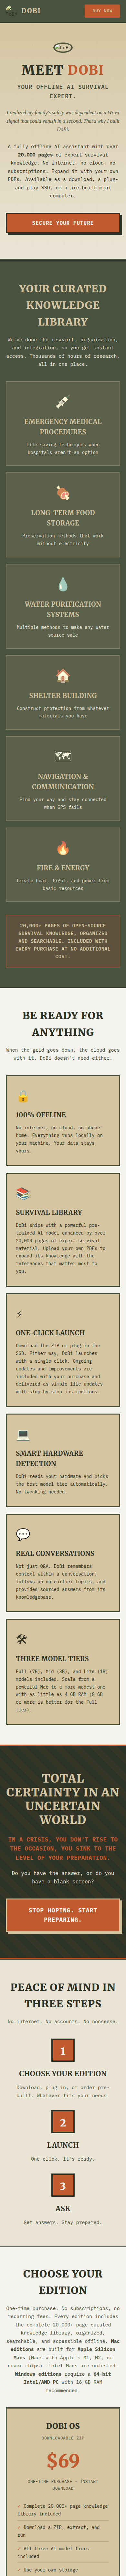 DOBI
BUY NOW
DoBi
MEET DOBI
YOUR OFFLINE AI SURVIVAL
EXPERT.
I realized my family's safety was dependent on a Wi-Fi
signal that could vanish in a second. That's why I built
DoBi.
A fully offline AI assistant with over
20,000 pages of expert survival
knowledge. No internet, no cloud, no
subscriptions. Expand it with your own
PDFs. Available as a download, a plug-
and-play SSD, or a pre-built mini
computer.
SECURE YOUR FUTURE
YOUR CURATED
KNOWLEDGE
LIBRARY
We've done the research, organization,
and integration, so you get instant
access. Thousands of hours of research,
all in one place.
EMERGENCY MEDICAL
PROCEDURES
Life-saving techniques when
hospitals aren't an option
LONG-TERM FOOD
STORAGE
Preservation methods that work
without electricity
WATER PURIFICATION
SYSTEMS
Multiple methods to make any water
source safe
SHELTER BUILDING
Construct protection from whatever
materials you have
NAVIGATION &
COMMUNICATION
Find your way and stay connected
when GPS fails
FIRE & ENERGY
Create heat, light, and power from
basic resources
20,000+ PAGES OF OPEN-SOURCE
SURVIVAL KNOWLEDGE, ORGANIZED
AND SEARCHABLE. INCLUDED WITH
EVERY PURCHASE AT NO ADDITIONAL
COST.
BE READY FOR
ANYTHING
When the grid goes down, the cloud goes
with it. DoBi doesn't need either.
100% OFFLINE
No internet, no cloud, no phone-
home. Everything runs locally on
your machine. Your data stays
yours.
SURVIVAL LIBRARY
DoBi ships with a powerful pre-
trained AI model enhanced by over
20,000 pages of expert survival
material. Upload your own PDFs to
expand its knowledge with the
references that matter most to
you.
ONE-CLICK LAUNCH
Download the ZIP or plug in the
SSD. Either way, DoBi launches
with a single click. Ongoing
updates and improvements are
included with your purchase and
delivered as simple file updates
with step-by-step instructions.
SMART HARDWARE
DETECTION
DoBi reads your hardware and picks
the best model tier automatically.
No tweaking needed.
REAL CONVERSATIONS
Not just Q&A. DoBi remembers
context within a conversation,
follows up on earlier topics, and
provides sourced answers from its
knowledgebase.
THREE MODEL TIERS
Full (7B), Mid (3B), and Lite (1B)
models included. Scale from a
powerful Mac to a more modest one
with as little as 4 GB RAM (8 GB
or more is better for the Full
tier).
TOTAL
CERTAINTY IN AN
UNCERTAIN
WORLD
IN A CRISIS, YOU DON'T RISE TO
THE OCCASION, YOU SINK TO THE
LEVEL OF YOUR PREPARATION.
Do you have the answer, or do you
have a blank screen?
STOP HOPING. START
PREPARING.
PEACE OF MIND IN
THREE STEPS
No internet. No accounts. No nonsense.
1
CHOOSE YOUR EDITION
Download, plug in, or order pre-
built. Whatever fits your needs.
2
LAUNCH
One click. It's ready.
3
ASK
Get answers. Stay prepared.
CHOOSE YOUR
EDITION
One-time purchase. No subscriptions, no
recurring fees. Every edition includes
the complete 20,000+ page curated
knowledge library, organized,
searchable, and accessible offline. Mac
editions are built for Apple Silicon
Macs (Macs with Apple's M1, M2, or
newer chips). Intel Macs are untested.
Windows editions require a 64-bit
Intel/AMD PC with 16 GB RAM
recommended.
DOBI OS
DOWNLOADABLE ZIP
$69
ONE-TIME PURCHASE — INSTANT
DOWNLOAD
✓ Complete 20,000+ page knowledge
library included
✓ Download a ZIP, extract, and
run
✓ All three AI model tiers
included
✓ Use your own storage